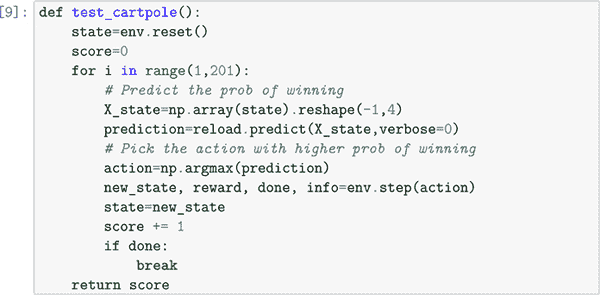 [9]: def test_cartpole():
    state=env.reset()
    score=0
    for i in range(1,201):
        # Predict the prob of winning
        X_state=np.array(state).reshape(-1,4)
        prediction=reload.predict(X_state,verbose=0)
        # Pick the action with higher prob of winning
        action=np.argmax(prediction)
        new_state, reward, done, info=env.step(action)
        state=new_state
        score += 1
        if done:
            break
    return score